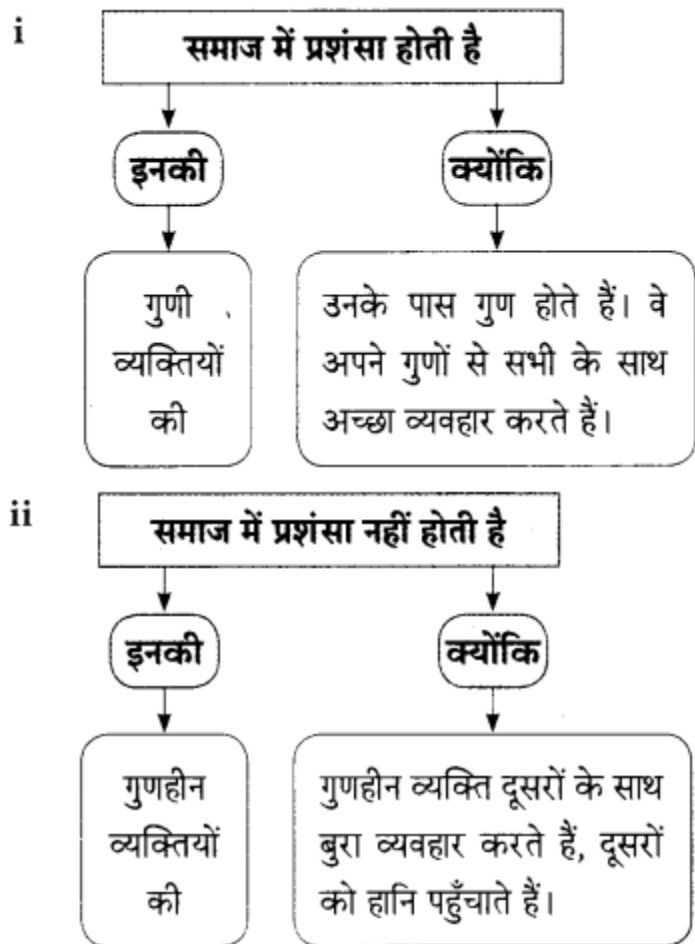 i
समाज में प्रशंसा होती है
इनकी
क्योंकि
गुणी
व्यक्तियों
की
उनके पास गुण होते हैं। वे
अपने गुणों से सभी के साथ
अच्छा व्यवहार करते हैं।
ii
समाज में प्रशंसा नहीं होती है
इनकी
क्योंकि
गुणहीन
व्यक्तियों
की
गुणहीन व्यक्ति दूसरों के साथ
बुरा व्यवहार करते हैं, दूसरों
को हानि पहुँचाते हैं।